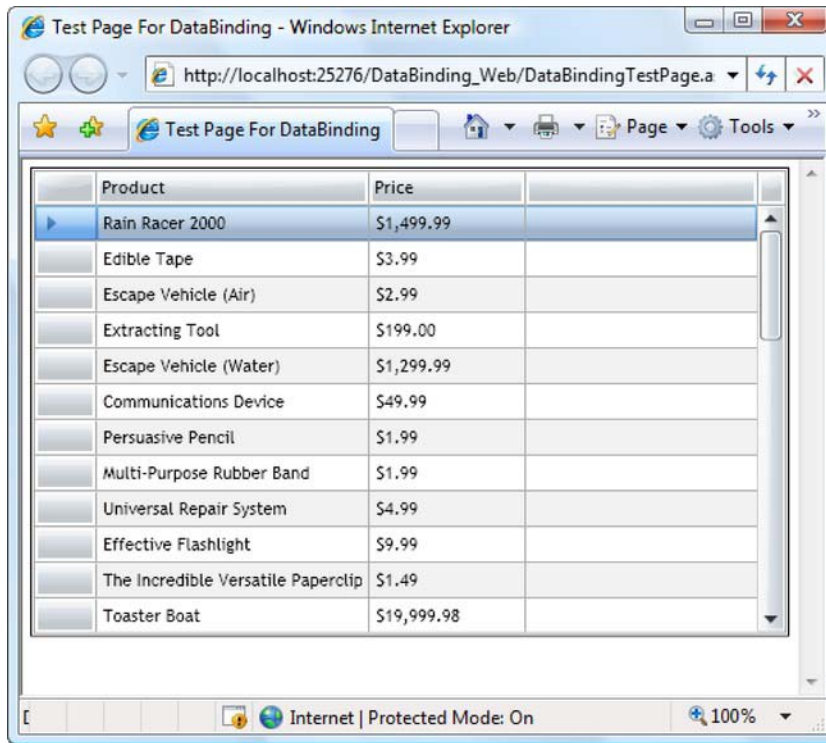 Test Page For DataBinding - Windows Internet Explorer
http://localhost:25276/DataBinding_Web/DataBindingTestPage.a
Test Page For DataBinding Page Tools »
Product Price
Rain Racer 2000 $1,499.99
Edible Tape $3.99
Escape Vehicle (Air) $2.99
Extracting Tool $199.00
Escape Vehicle (Water) $1,299.99
Communications Device $49.99
Persuasive Pencil $1.99
Multi-Purpose Rubber Band $1.99
Universal Repair System $4.99
Effective Flashlight $9.99
The Incredible Versatile Paperclip $1.49
Toaster Boat $19,999.98
Internet | Protected Mode: On 100%